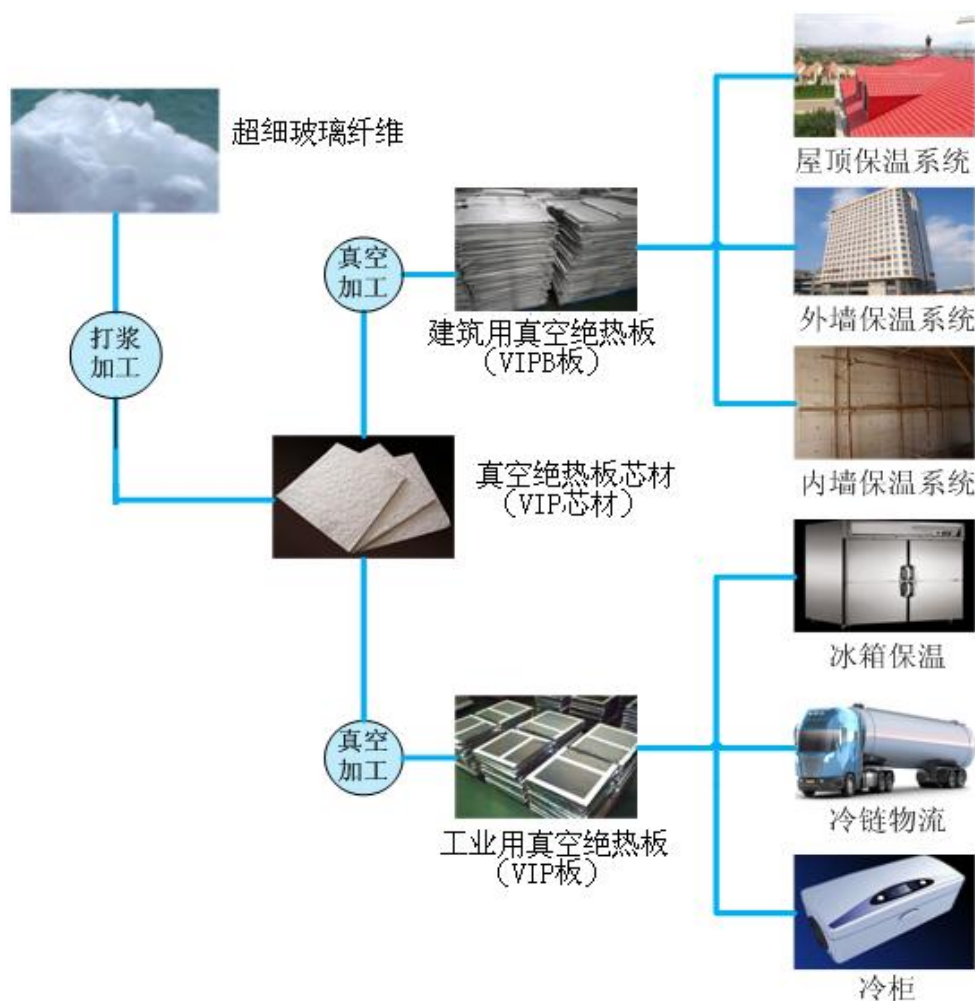 超细玻璃纤维
打浆
加工
真空
加工
建筑用真空绝热板
(VIPB板)
屋顶保温系统
外墙保温系统
内墙保温系统
真空绝热板芯材
(VIP芯材)
真空
加工
工业用真空绝热板
(VIP板)
冰箱保温
冷链物流
冷柜